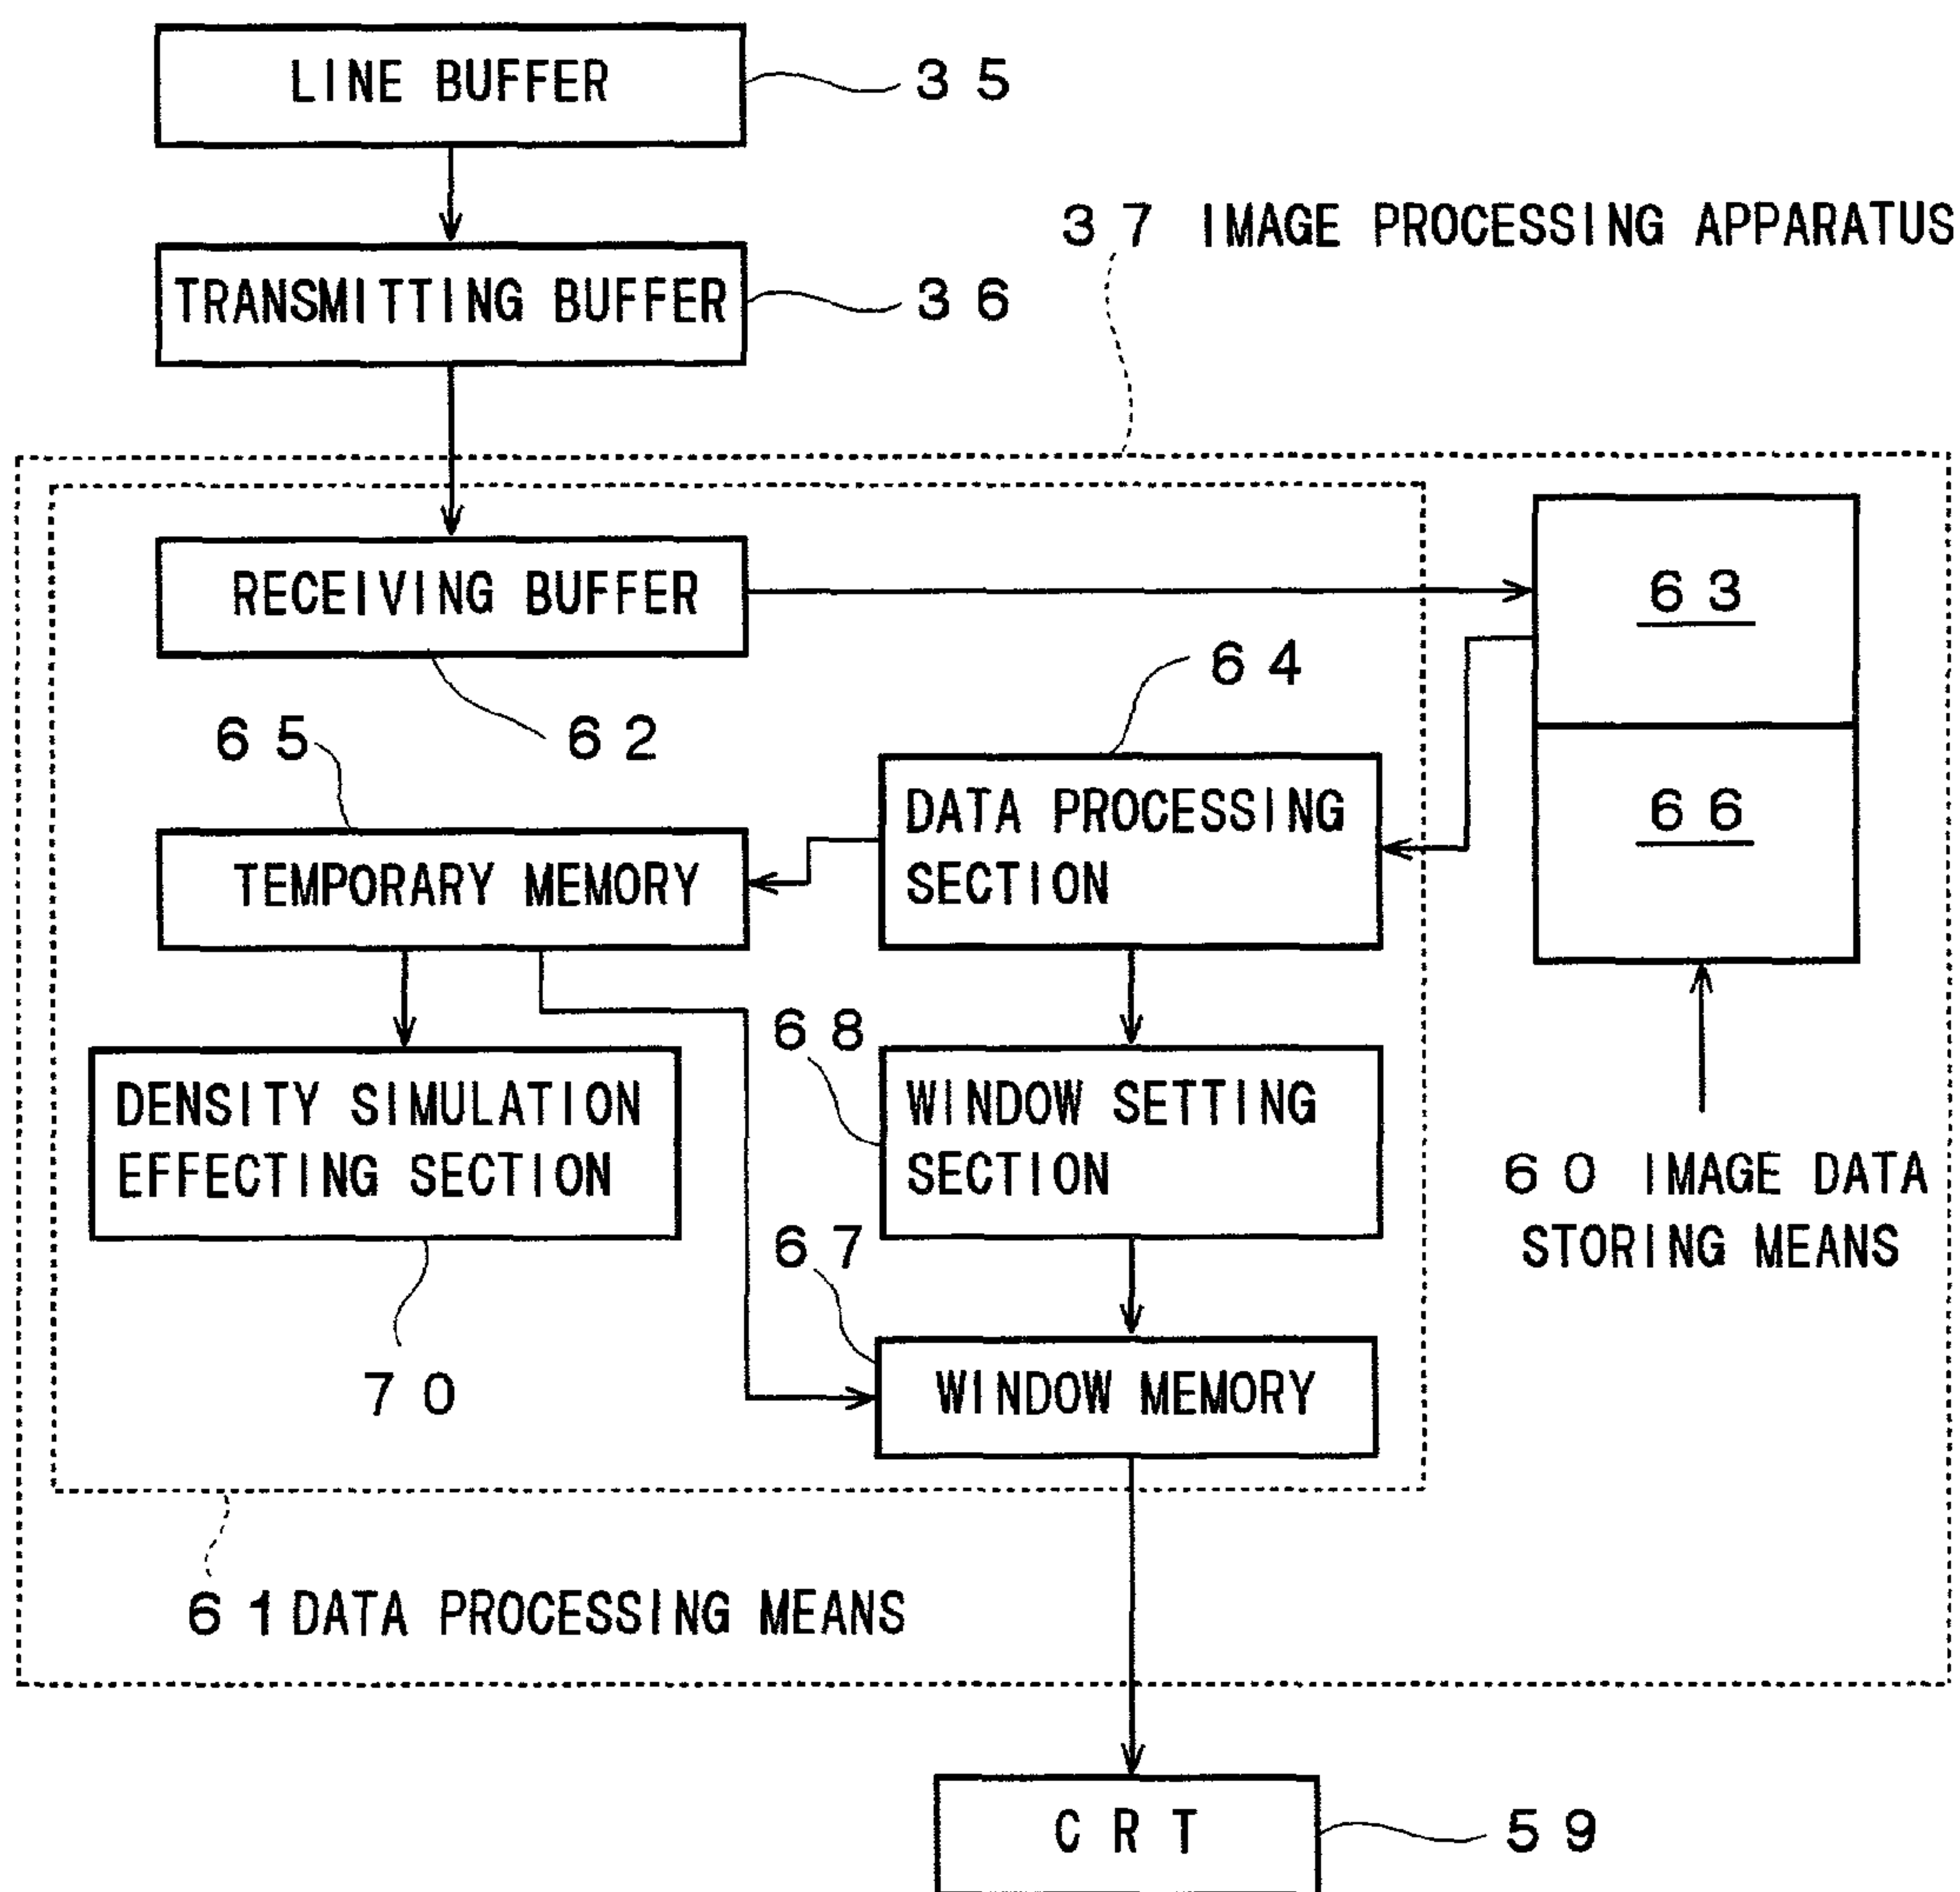 LINE BUFFER
35
37 IMAGE PROCESSING APPARATUS
TRANSMITTING BUFFER
36
RECEIVING BUFFER
63
64
65
62
DATA PROCESSING
SECTION
66
TEMPORARY MEMORY
68
DENSITY SIMULATION
EFFECTING SECTION
WINDOW SETTING
SECTION
60 IMAGE DATA
STORING MEANS
67
70
WINDOW MEMORY
61 DATA PROCESSING MEANS
CRT
59